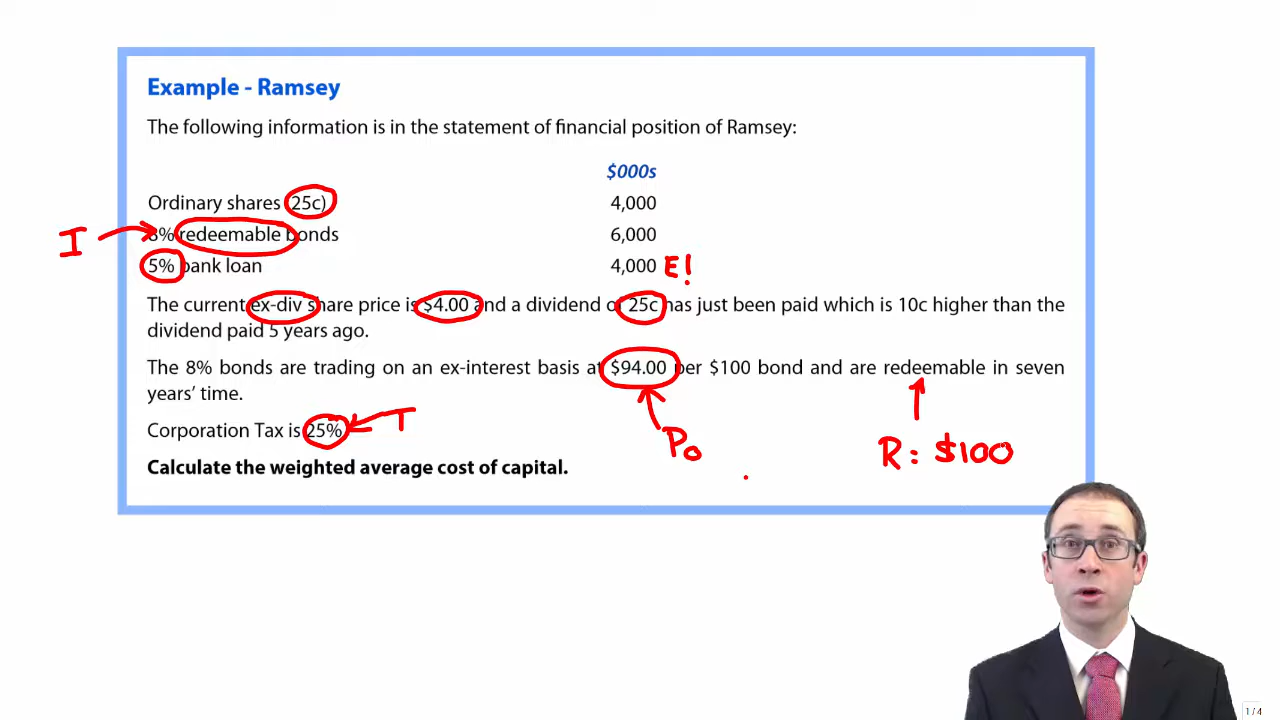 Example - Ramsey
The following information is in the statement of financial position of Ramsey:
$000s
Ordinary shares (25c) 4,000
I 8% redeemable bonds 6,000
5% bank loan 4,000 E!
The current ex-div share price is $4.00 and a dividend of 25c has just been paid which is 10c higher than the
dividend paid 5 years ago.
The 8% bonds are trading on an ex-interest basis at $94.00 per $100 bond and are redeemable in seven
years' time.
Corporation Tax is 25% T
P0
R: $100
Calculate the weighted average cost of capital.
1 / 4